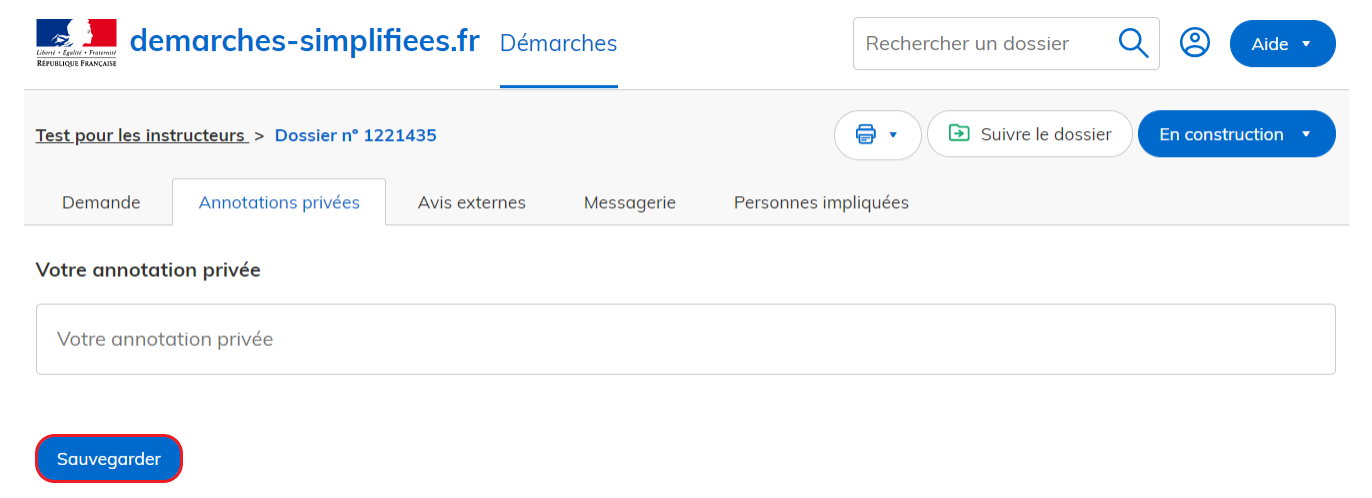 Liberté • Égalité • Fraternité
RÉPUBLIQUE FRANÇAISE
demarches-simplifiees.fr
Démarches
Rechercher un dossier
Aide
Test pour les instructeurs > Dossier n° 1221435
Suivre le dossier
En construction
Demande
Annotations privées
Avis externes
Messagerie
Personnes impliquées
Votre annotation privée
Votre annotation privée
Sauvegarder